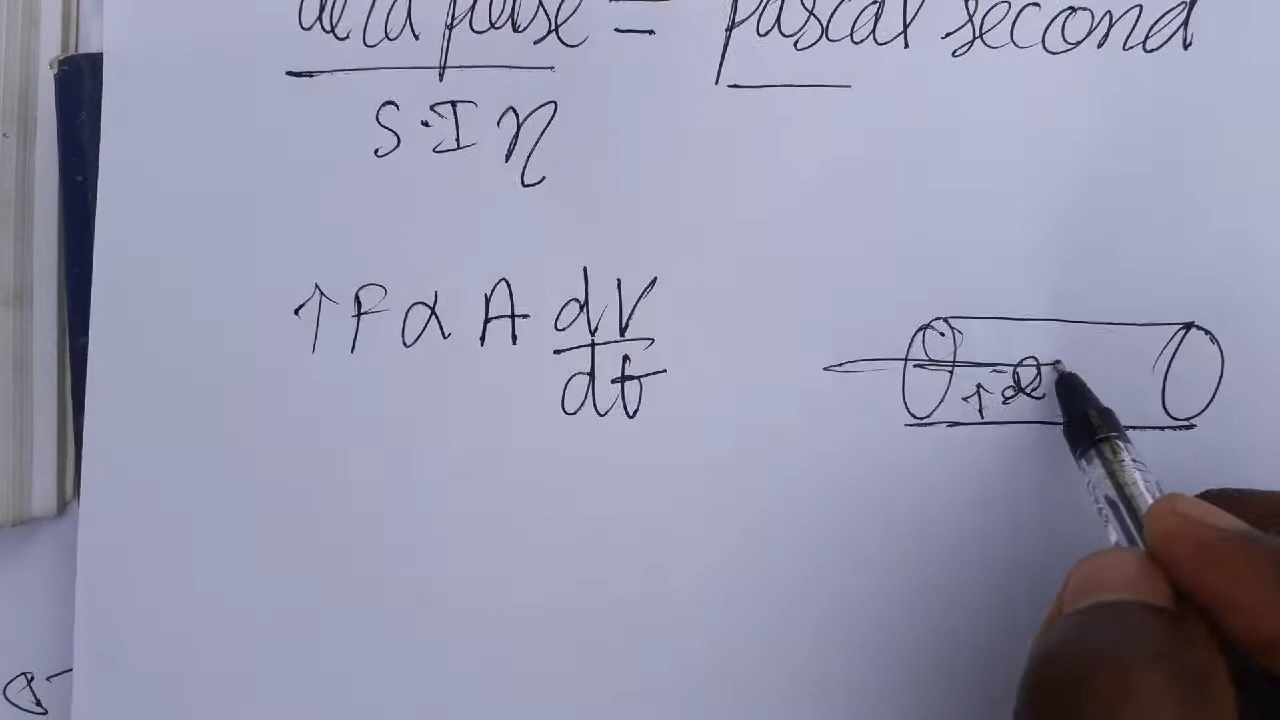 deca poise = pascal second
S.I η
↑F α A dV/dt
↑ d